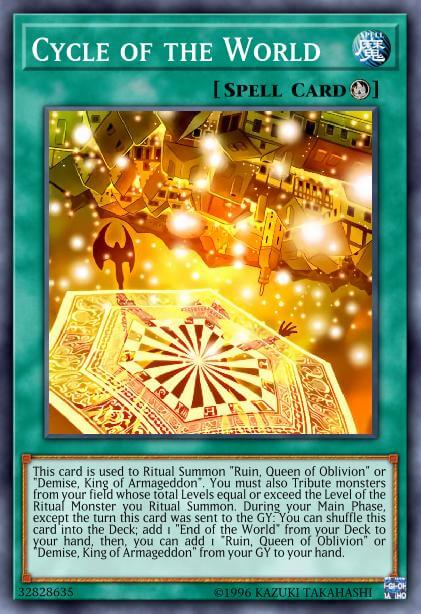 CYCLE OF THE WORLD
SPELL
魔
[SPELL CARD]
This card is used to Ritual Summon "Ruin, Queen of Oblivion" or
"Demise, King of Armageddon". You must also Tribute monsters
from your field whose total Levels equal or exceed the Level of the
Ritual Monster you Ritual Summon. During your Main Phase,
except the turn this card was sent to the GY: You can shuffle this
card into the Deck; add 1 "End of the World" from your Deck to
your hand, then, you can add 1 "Ruin, Queen of Oblivion" or
"Demise, King of Armageddon" from your GY to your hand.
32828635
©1996 KAZUKI TAKAHASHI